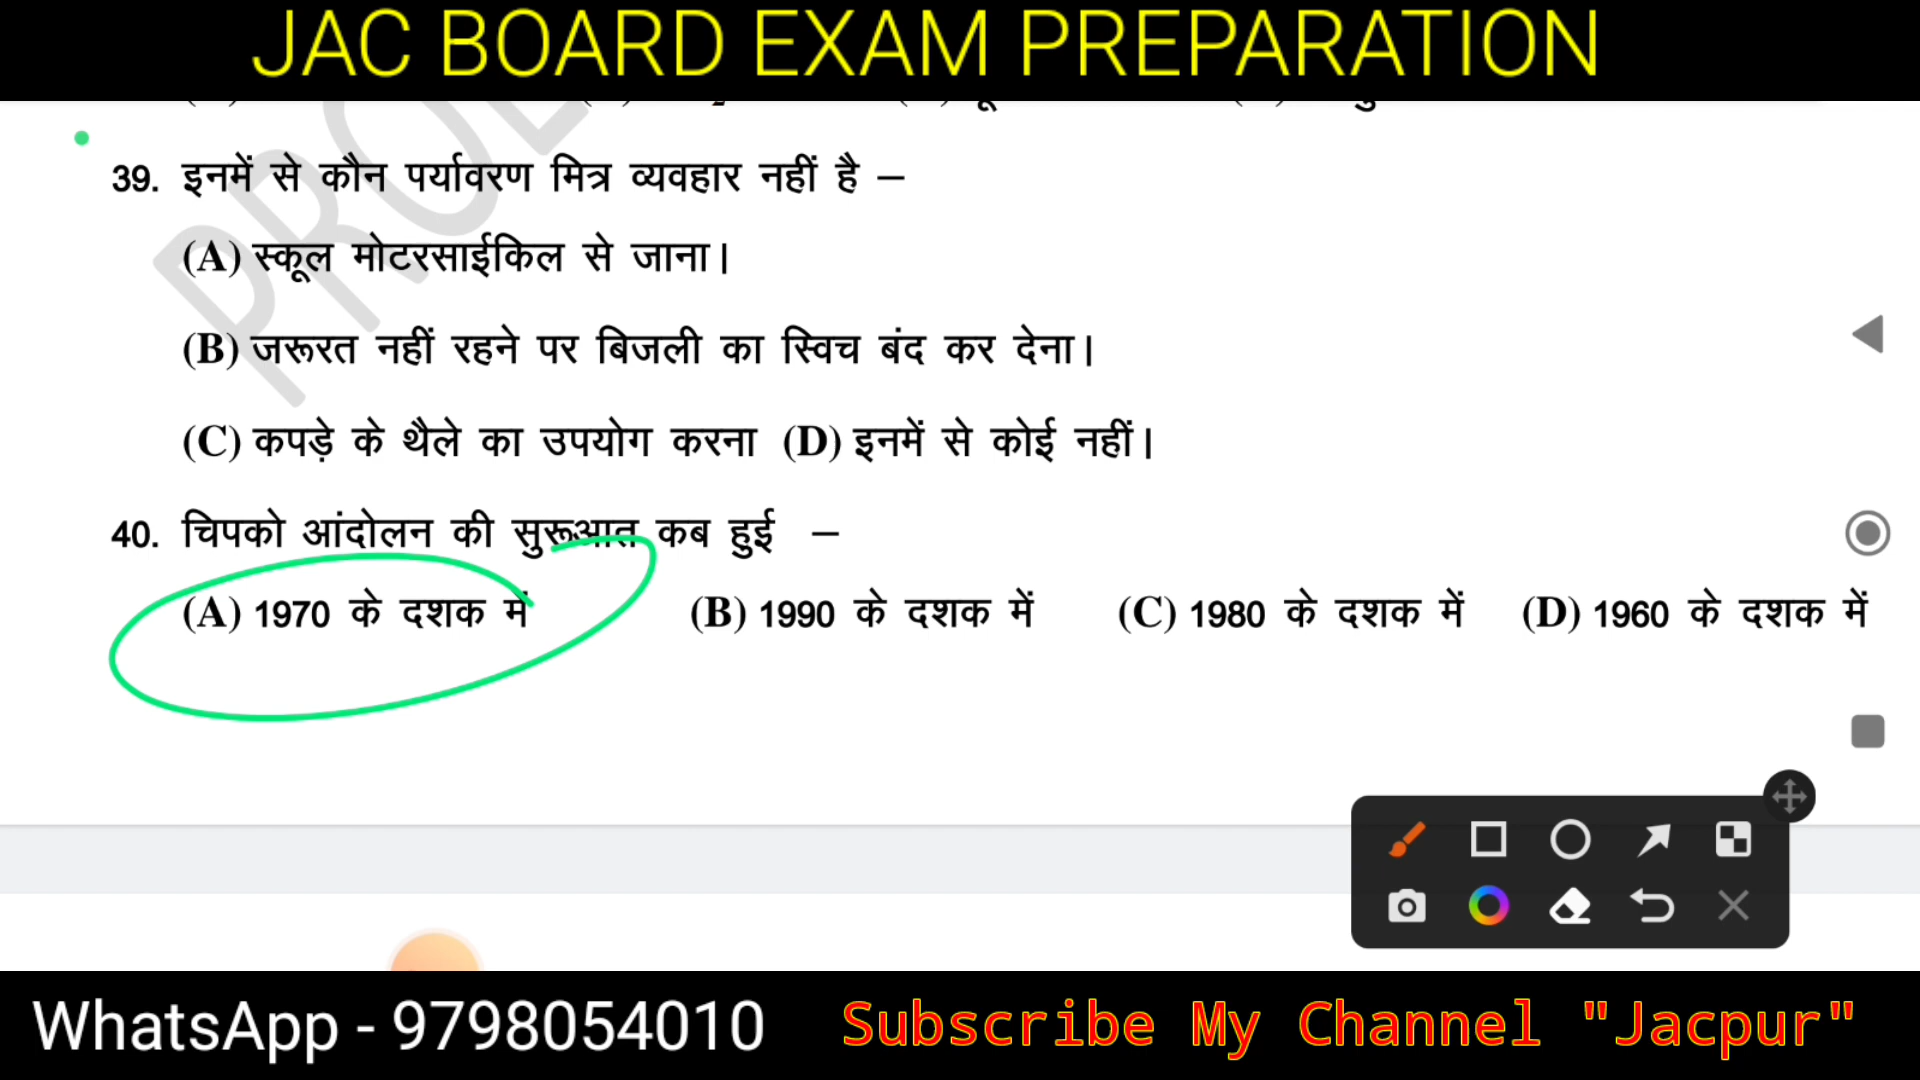 JAC BOARD EXAM PREPARATION
39. इनमें से कौन पर्यावरण मित्र व्यवहार नहीं है –
(A) स्कूल मोटरसाईकिल से जाना।
(B) जरूरत नहीं रहने पर बिजली का स्विच बंद कर देना।
(C) कपड़े के थैले का उपयोग करना (D) इनमें से कोई नहीं।
40. चिपको आंदोलन की सुरूआत कब हुई –
(A) 1970 के दशक में (B) 1990 के दशक में (C) 1980 के दशक में (D) 1960 के दशक में
WhatsApp - 9798054010 Subscribe My Channel "Jacpur"